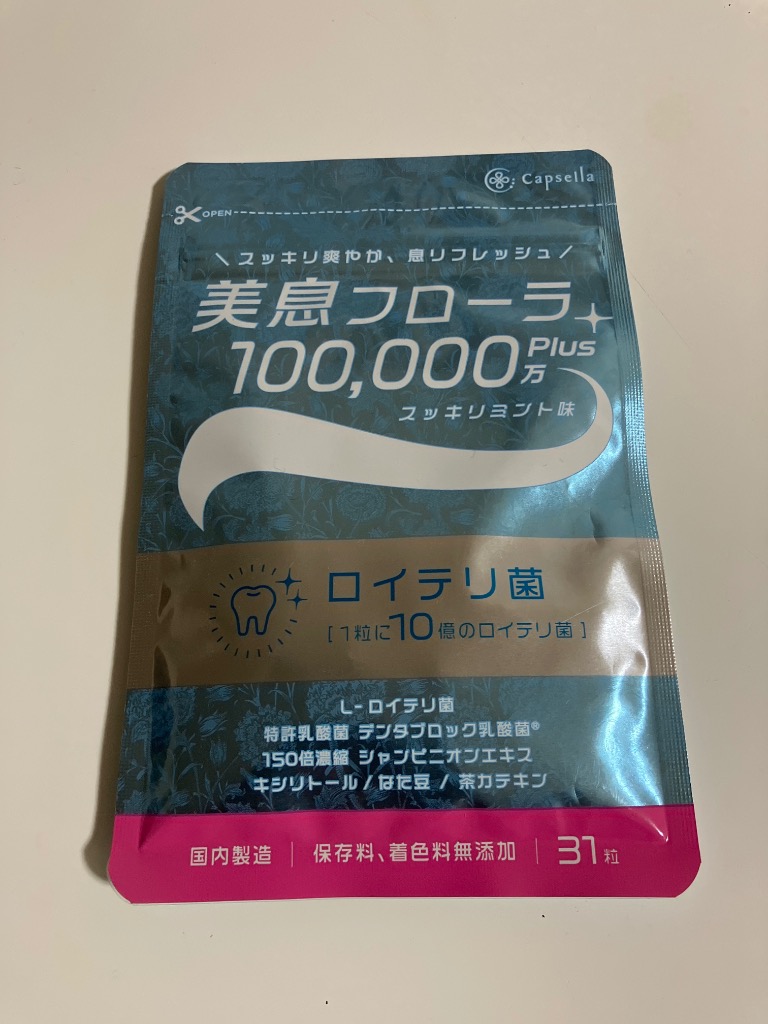 Capsella
OPEN
\ スッキリ爽やか、息リフレッシュ /
美息フローラ
100,000万 Plus
スッキリミント味
ロイテリ菌
[ 1粒に10億のロイテリ菌 ]
L-ロイテリ菌
特許乳酸菌 デンタブロック乳酸菌®
150倍濃縮 シャンピニオンエキス
キシリトール / なた豆 / 茶カテキン
国内製造 | 保存料、着色料無添加 | 31粒